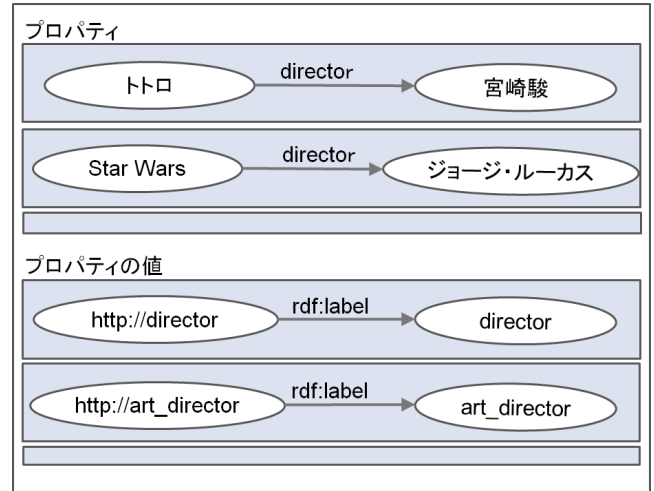 プロパティ
トトロ
director
宮崎駿
Star Wars
director
ジョージ・ルーカス
プロパティの値
http://director
rdf:label
director
http://art_director
rdf:label
art_director